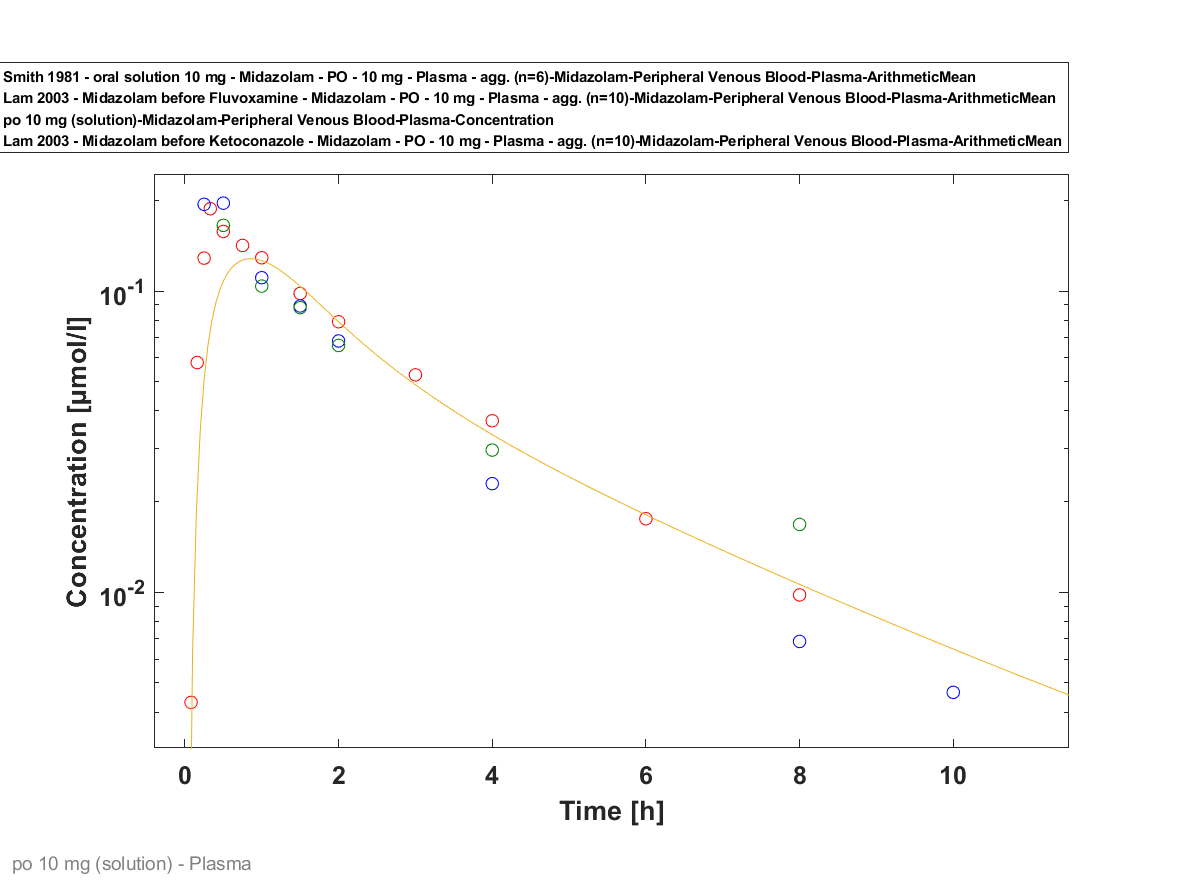 Smith 1981 - oral solution 10 mg - Midazolam - PO - 10 mg - Plasma - agg. (n=6)-Midazolam-Peripheral Venous Blood-Plasma-ArithmeticMean
Lam 2003 - Midazolam before Fluvoxamine - Midazolam - PO - 10 mg - Plasma - agg. (n=10)-Midazolam-Peripheral Venous Blood-Plasma-ArithmeticMean
po 10 mg (solution)-Midazolam-Peripheral Venous Blood-Plasma-Concentration
Lam 2003 - Midazolam before Ketoconazole - Midazolam - PO - 10 mg - Plasma - agg. (n=10)-Midazolam-Peripheral Venous Blood-Plasma-ArithmeticMean
Concentration [µmol/l]
10^-1
10^-2
0 2 4 6 8 10
Time [h]
po 10 mg (solution) - Plasma